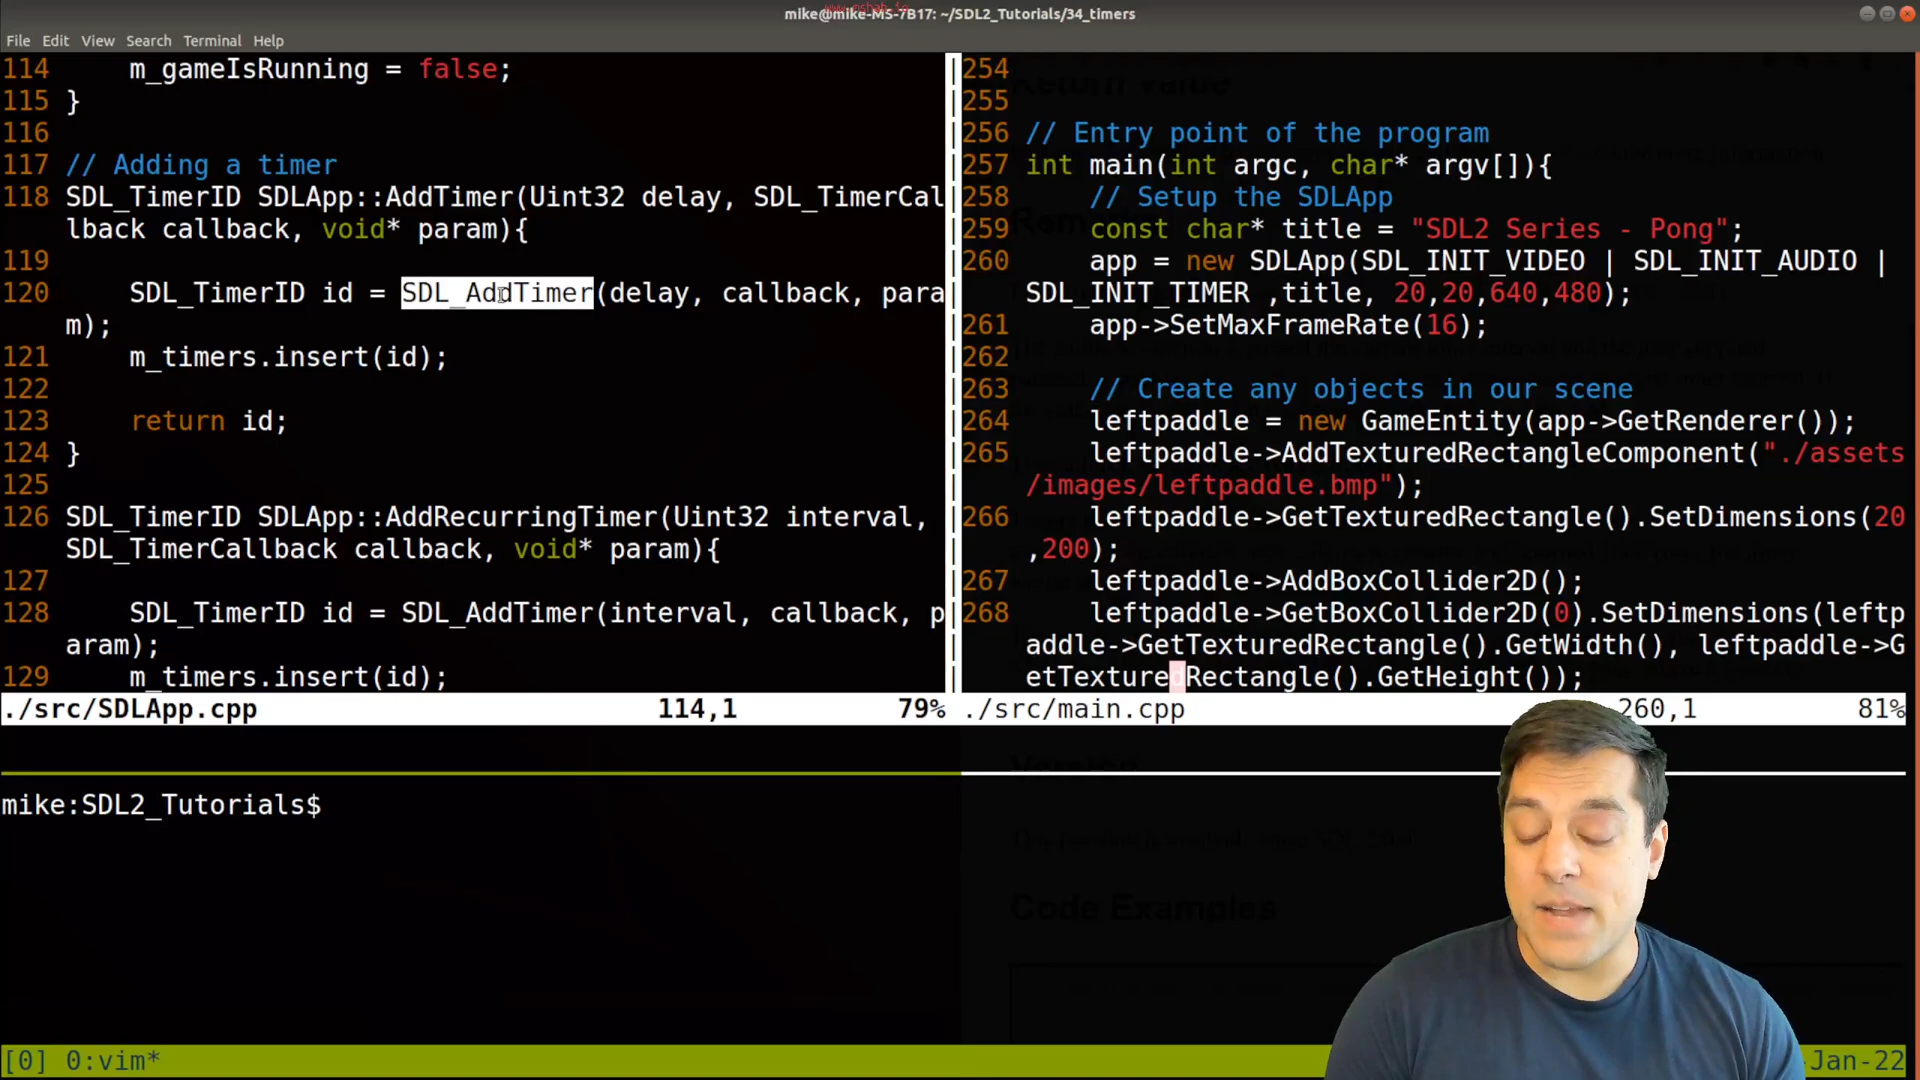 www.mshah.io
mike@mike-MS-7B17: ~/SDL2_Tutorials/34_timers
File Edit View Search Terminal Help
114 m_gameIsRunning = false;
115 }
116
117 // Adding a timer
118 SDL_TimerID SDLApp::AddTimer(Uint32 delay, SDL_TimerCal
lback callback, void* param){
119
120 SDL_TimerID id = SDL_AddTimer(delay, callback, para
m);
121 m_timers.insert(id);
122
123 return id;
124 }
125
126 SDL_TimerID SDLApp::AddRecurringTimer(Uint32 interval,
SDL_TimerCallback callback, void* param){
127
128 SDL_TimerID id = SDL_AddTimer(interval, callback, p
aram);
129 m_timers.insert(id);
./src/SDLApp.cpp 114,1 79%
254
255
256 // Entry point of the program
257 int main(int argc, char* argv[]){
258 // Setup the SDLApp
259 const char* title = "SDL2 Series - Pong";
260 app = new SDLApp(SDL_INIT_VIDEO | SDL_INIT_AUDIO |
SDL_INIT_TIMER ,title, 20,20,640,480);
261 app->SetMaxFrameRate(16);
262
263 // Create any objects in our scene
264 leftpaddle = new GameEntity(app->GetRenderer());
265 leftpaddle->AddTexturedRectangleComponent("./assets
/images/leftpaddle.bmp");
266 leftpaddle->GetTexturedRectangle().SetDimensions(20
,200);
267 leftpaddle->AddBoxCollider2D();
268 leftpaddle->GetBoxCollider2D(0).SetDimensions(leftp
addle->GetTexturedRectangle().GetWidth(), leftpaddle->G
etTexturedRectangle().GetHeight());
./src/main.cpp 260,1 81%
Return value
Version
Code Examples
mike:SDL2_Tutorials$
[0] 0:vim*
-Jan-22